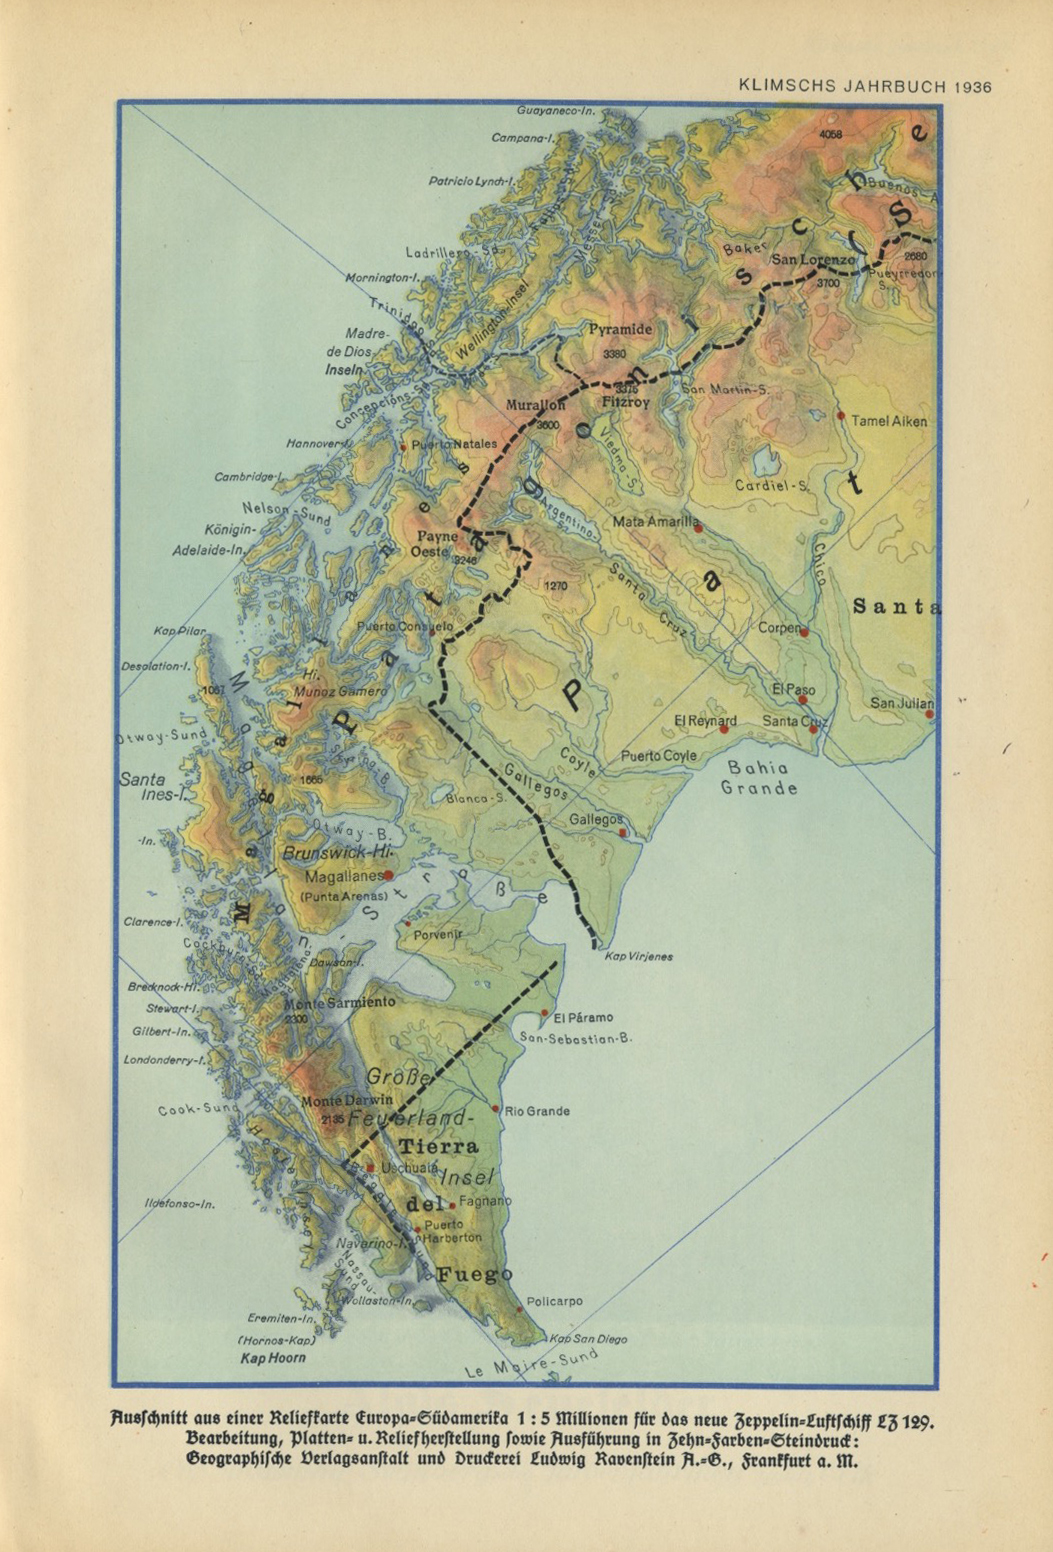 KLIMSCHS JAHRBUCH 1936
Guayaneco-In.
Campana-I.
4058
Patricio Lynch-I.
Buenos-A
Baker
San Lorenzo
2680
Ladrillero-Sd.
Mornington-I.
3700
Pueyrredon
S.
Trinidad
Wellington-Insel
Pyramide
3380
Madre-
de Dios-
Inseln
3375
Fitzroy
San Martin-S.
Concepcións-Sd.
Murallon
3600
Tamel Aiken
Hannover-I.
Puerto Natales
Viedma-S.
Cambridge-I.
Cardiel-S.
Nelson-Sund
Argentino-
Mata Amarilla
Königin-
Adelaide-In.
Payne
Oeste
3246
Chico
1270
Santa Cruz
Santa
Kap Pilar
Puerto Consuelo
Corpen
Desolation-I.
Hi.
Munoz Gamero
1067
El Paso
San Julian
Patagonische
P a t
Otway-Sund
El Reynard
Santa Cruz
Coyle
Puerto Coyle
Bahia
Grande
Santa
Ines-I.
1665
Gallegos
Blanca-S.
Gallegos
Otway-B.
-In.
Brunswick-Hi.
Magallanes
(Punta Arenas)
Magallan-Straße
Clarence-I.
Porvenir
Cockburn
Dawson-I.
Kap Virjenes
Brecknock-Hi.
Stewart-I.
Monte Sarmiento
2300
El Páramo
Gilbert-In.
San-Sebastian-B.
Londonderry-I.
Große
Monte Darwin
2135
Feuerland-
Cook-Sund
Rio Grande
Tierra
Uschuaia
Insel
Ildefonso-In.
del
Fagnano
Puerto
Harberton
Navarino-I.
Nassau-
Sund
Fuego
Wollaston-In.
Policarpo
Eremiten-In.
(Hornos-Kap)
Kap Hoorn
Kap San Diego
Le Maire-Sund
Ausschnitt aus einer Reliefkarte Europa-Südamerika 1 : 5 Millionen für das neue Zeppelin-Luftschiff LZ 129.
Bearbeitung, Platten- u. Reliefherstellung sowie Ausführung in Zehn-Farben-Steindruck:
Geographische Verlagsanstalt und Druckerei Ludwig Ravenstein A.-G., Frankfurt a. M.